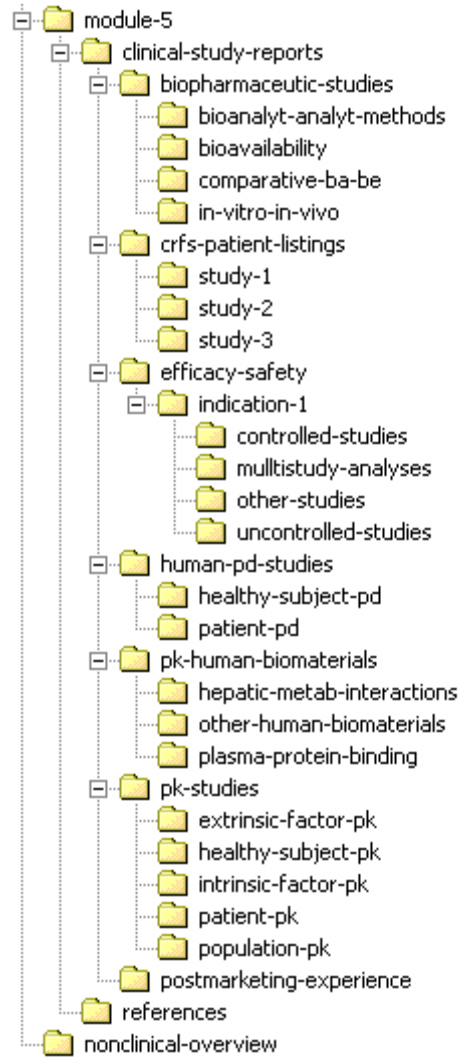 module-5
clinical-study-reports
biopharmaceutic-studies
bioanalyt-analyt-methods
bioavailability
comparative-ba-be
in-vitro-in-vivo
crfs-patient-listings
study-1
study-2
study-3
efficacy-safety
indication-1
controlled-studies
mulltistudy-analyses
other-studies
uncontrolled-studies
human-pd-studies
healthy-subject-pd
patient-pd
pk-human-biomaterials
hepatic-metab-interactions
other-human-biomaterials
plasma-protein-binding
pk-studies
extrinsic-factor-pk
healthy-subject-pk
intrinsic-factor-pk
patient-pk
population-pk
postmarketing-experience
references
nonclinical-overview